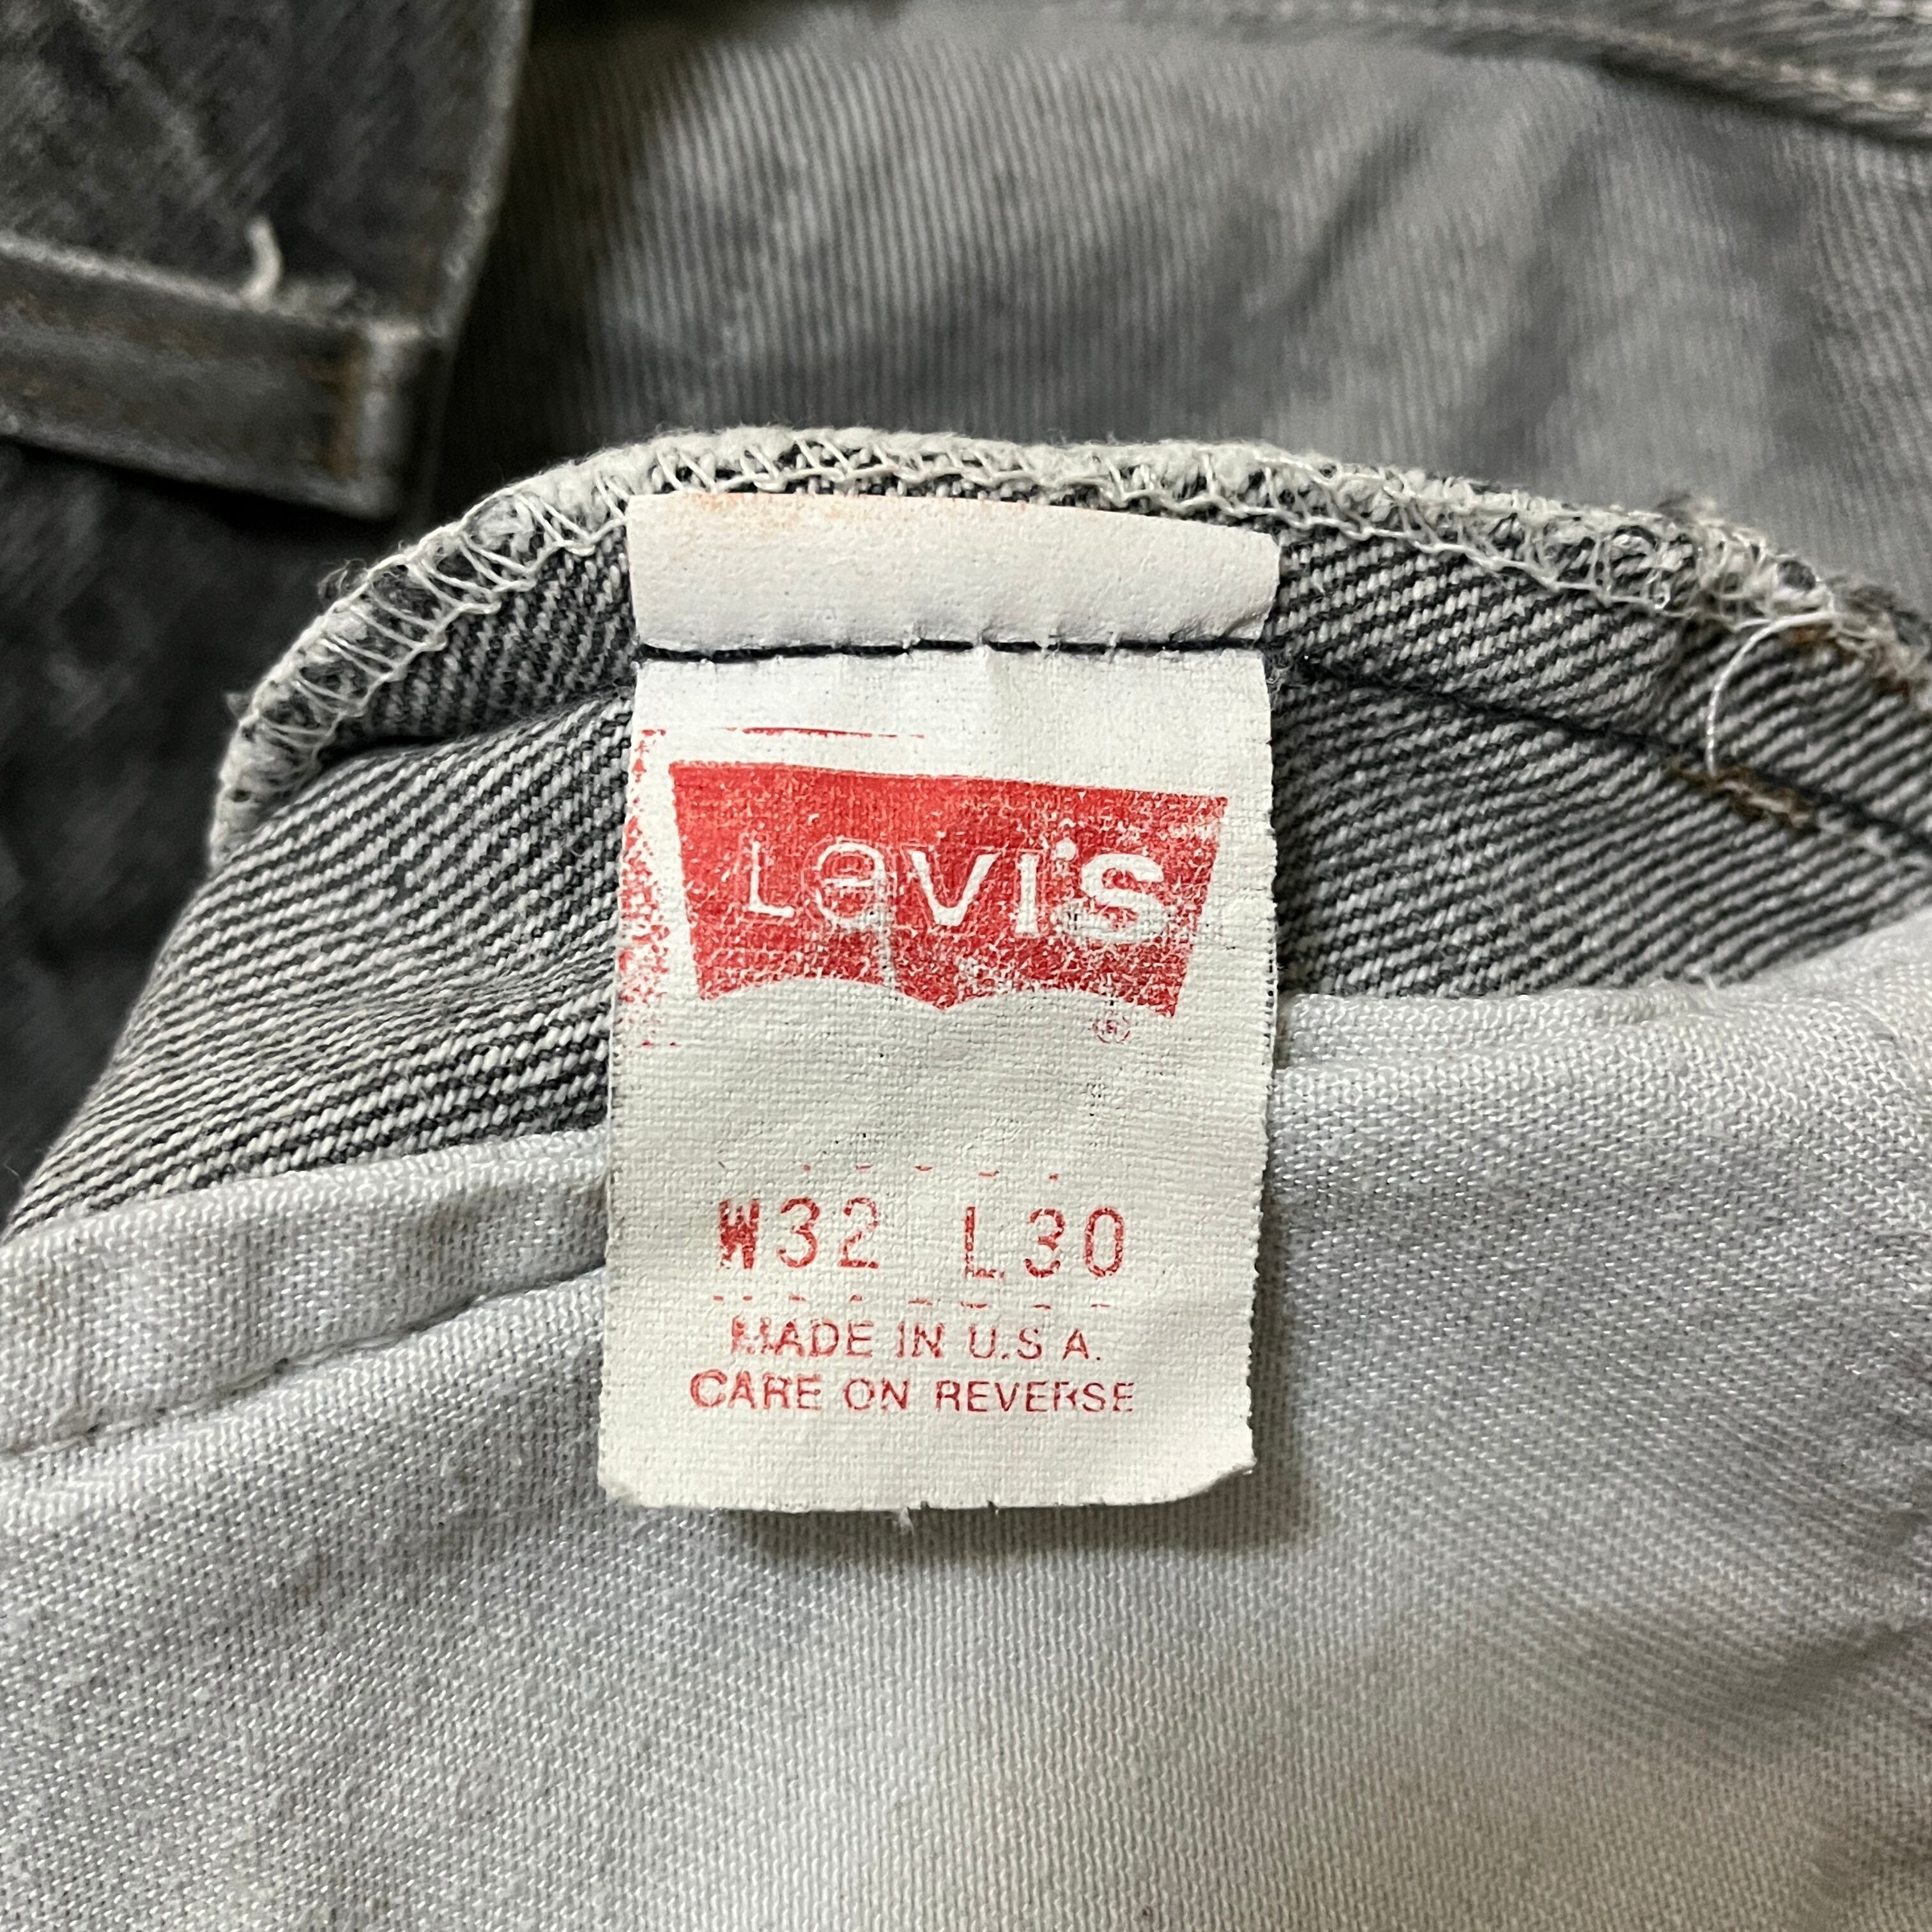 Levi's
®
W32 L30
MADE IN U.S.A.
CARE ON REVERSE